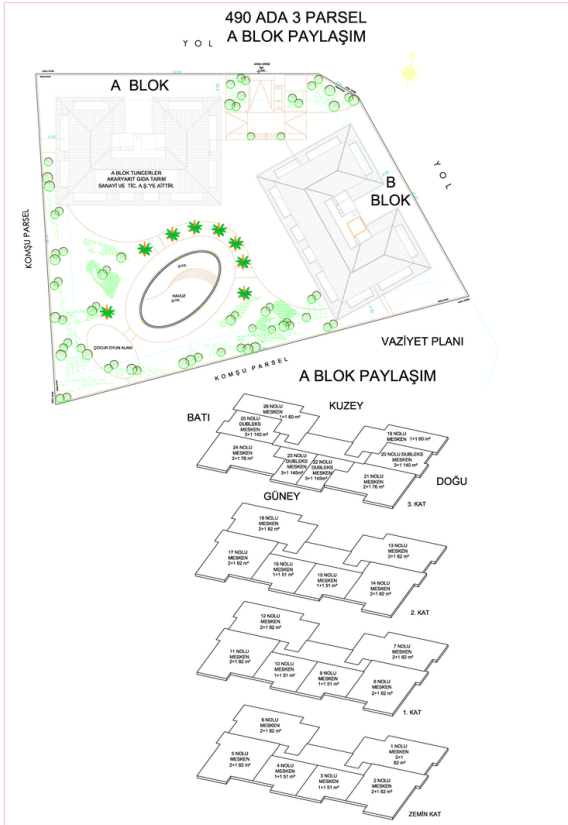 490 ADA 3 PARSEL
A BLOK PAYLAŞIM
YOL
A BLOK
A BLOK TUNCERLER
AKARYAKIT GIDA TARIM
SANAYİ VE TİC. A.Ş.'YE AİTTİR.
YOL
B
BLOK
KOMŞU PARSEL
HAVUZ
ÇOCUK OYUN ALANI
KOMŞU PARSEL
VAZİYET PLANI
A BLOK PAYLAŞIM
BATI
KUZEY
26 NOLU
MESKEN
1+1 60 m²
25 NOLU
DUBLEKS
MESKEN
3+1 140 m²
19 NOLU
MESKEN 1+1 60 m²
24 NOLU
MESKEN
2+1 76 m²
23 NOLU
DUBLEKS
MESKEN
3+1 145m²
22 NOLU
DUBLEKS
MESKEN
3+1 145m²
20 NOLU DUBLEKS
MESKEN
3+1 140 m²
21 NOLU
MESKEN
2+1 76 m²
DOĞU
GÜNEY
3. KAT
18 NOLU
MESKEN
2+1 82 m²
13 NOLU
MESKEN
2+1 82 m²
17 NOLU
MESKEN
2+1 82 m²
16 NOLU
MESKEN
1+1 51 m²
15 NOLU
MESKEN
1+1 51 m²
14 NOLU
MESKEN
2+1 82 m²
2. KAT
12 NOLU
MESKEN
2+1 82 m²
7 NOLU
MESKEN
2+1 82 m²
11 NOLU
MESKEN
2+1 82 m²
10 NOLU
MESKEN
1+1 51 m²
9 NOLU
MESKEN
1+1 51 m²
8 NOLU
MESKEN
2+1 82 m²
1. KAT
6 NOLU
MESKEN
2+1 82 m²
1 NOLU
MESKEN
2+1
82 m²
5 NOLU
MESKEN
2+1 82 m²
4 NOLU
MESKEN
1+1 51 m²
3 NOLU
MESKEN
1+1 51 m²
2 NOLU
MESKEN
2+1 82 m²
ZEMİN KAT